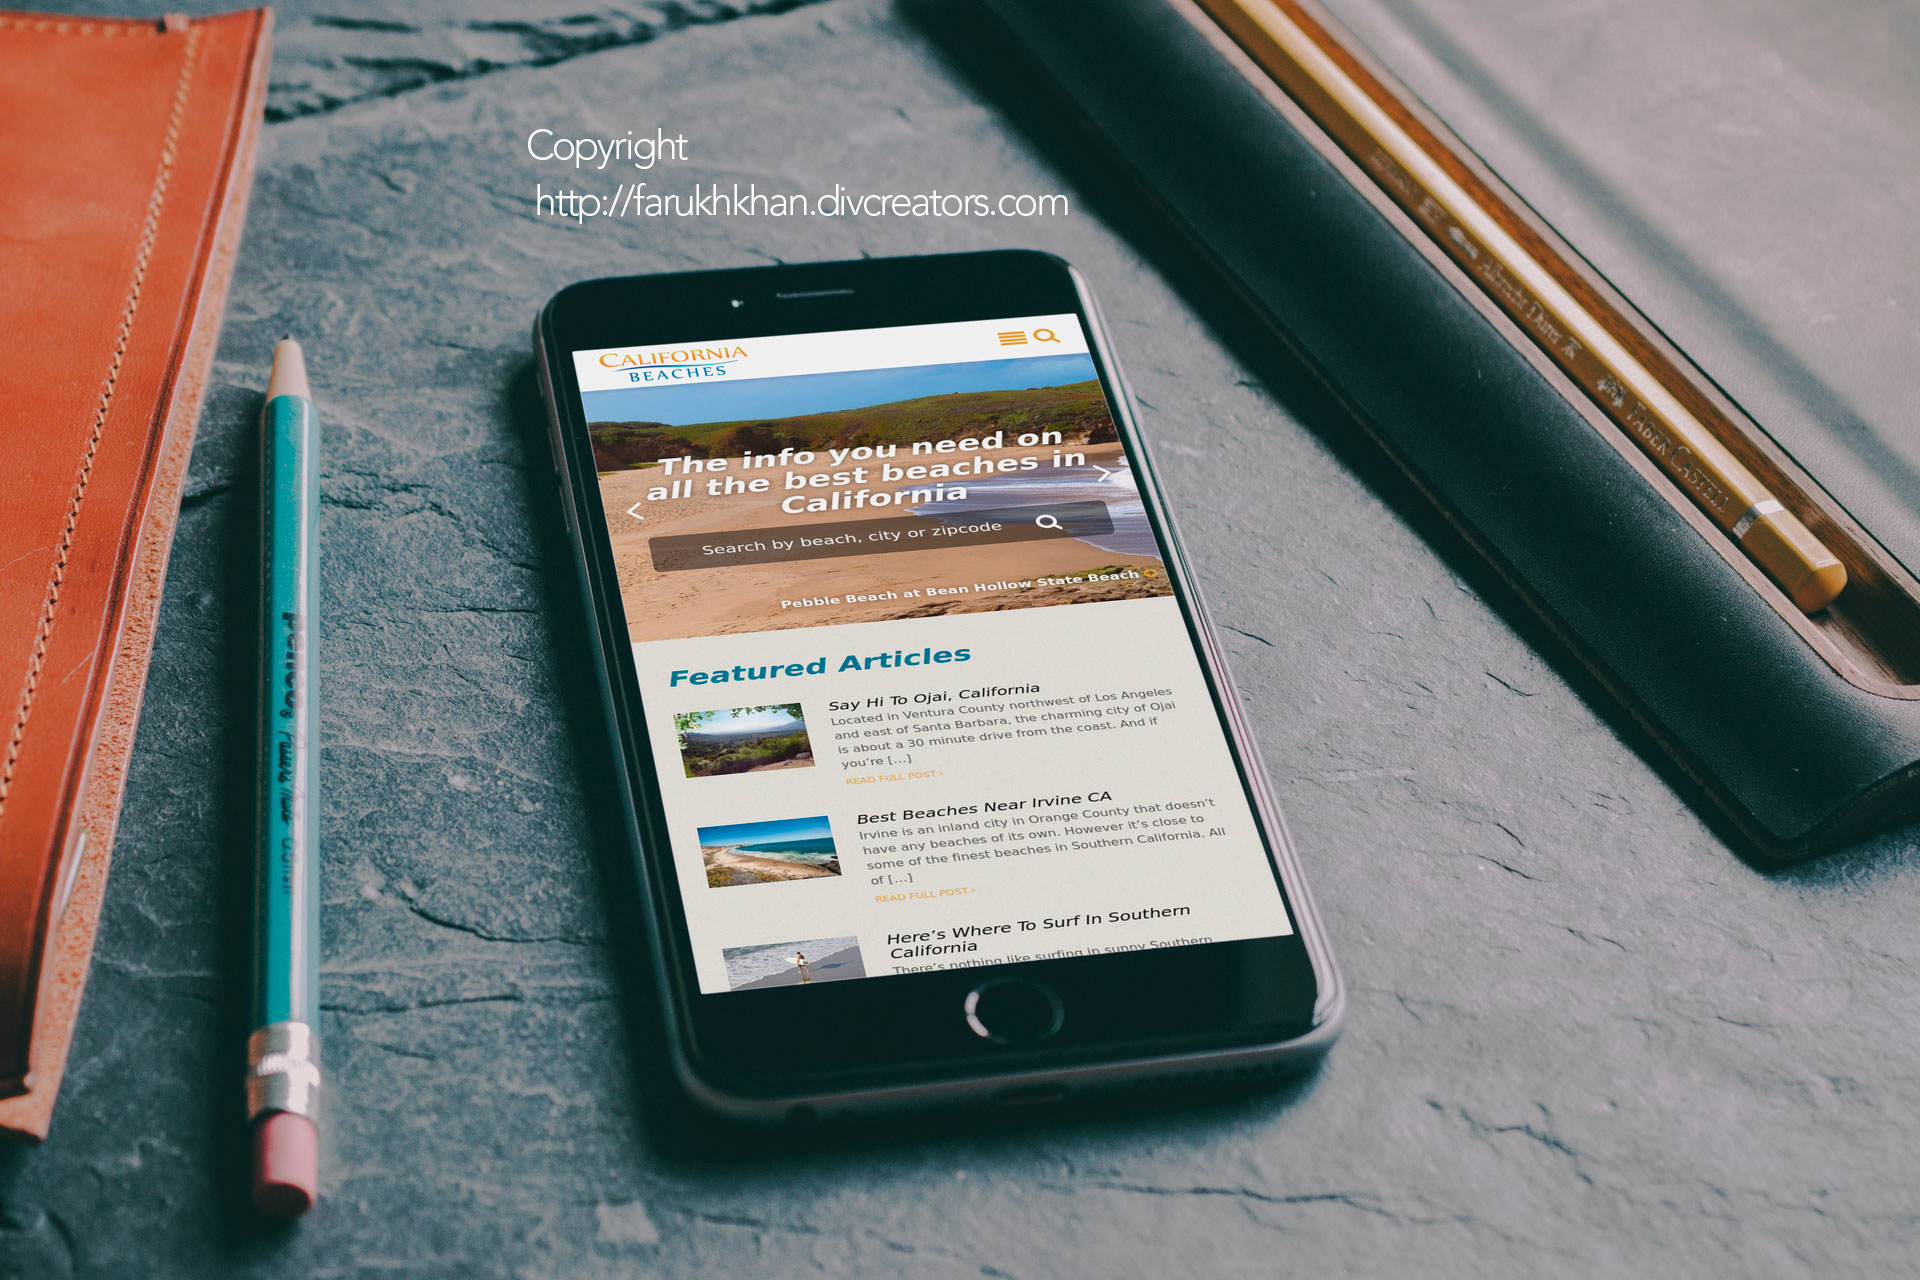 Copyright
http://farukhkhan.divcreators.com
CALIFORNIA
BEACHES
The info you need on
all the best beaches in
California
Search by beach, city or zipcode
Pebble Beach at Bean Hollow State Beach
Featured Articles
Say Hi To Ojai, California
Located in Ventura County northwest of Los Angeles
and east of Santa Barbara, the charming city of Ojai
is about a 30 minute drive from the coast. And if
you’re [...]
READ FULL POST ›
Best Beaches Near Irvine CA
Irvine is an inland city in Orange County that doesn’t
have any beaches of its own. However it’s close to
some of the finest beaches in Southern California. All
of [...]
READ FULL POST ›
Here’s Where To Surf In Southern
California
There’s nothing like surfing in sunny Southern
FABER CASTELL